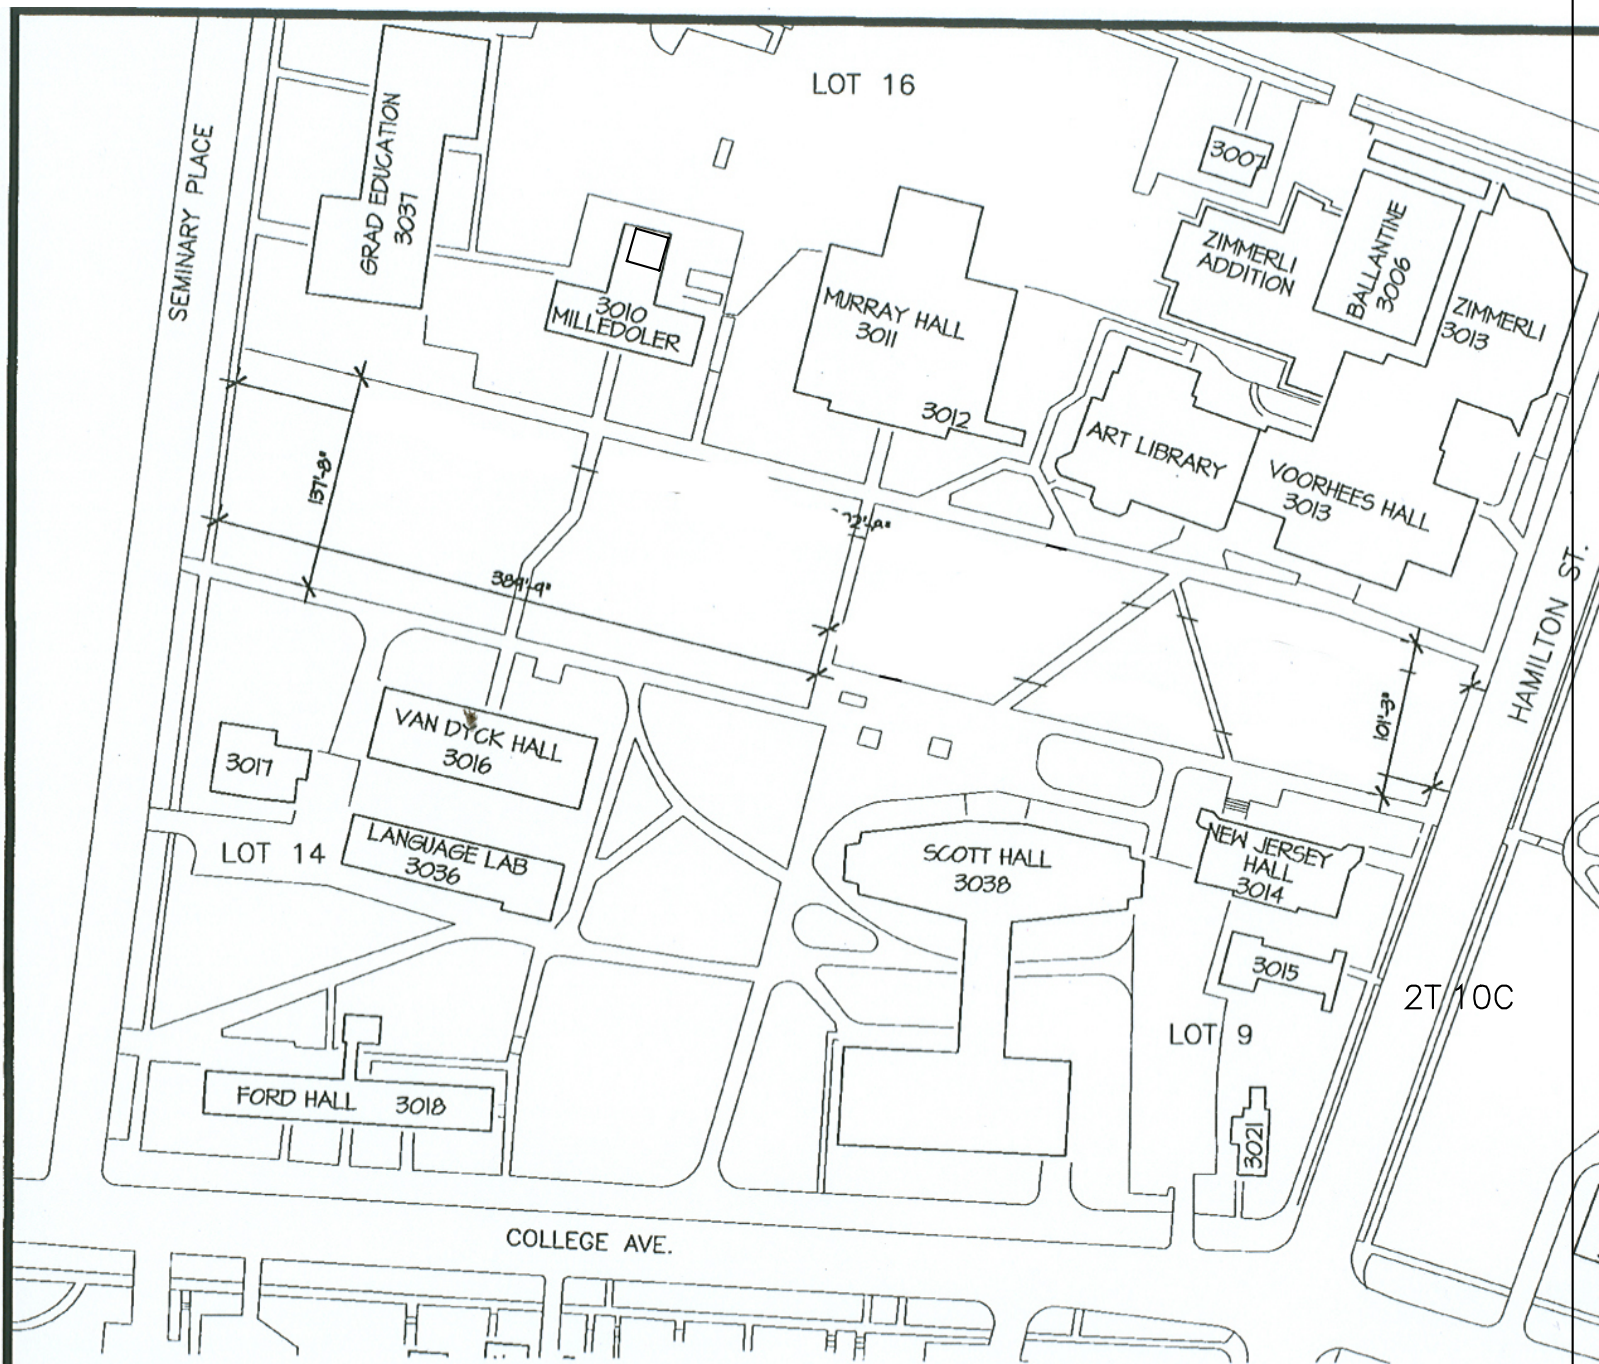 LOT 16
SEMINARY PLACE
GRAD EDUCATION
3037
3007
ZIMMERLI
ADDITION
BALLANTINE
3006
ZIMMERLI
3013
3010
MILLEDOLER
MURRAY HALL
3011
3012
ART LIBRARY
VOORHEES HALL
3013
137'-8"
389'-9"
101'-3"
HAMILTON ST.
VAN DYCK HALL
3016
3017
LANGUAGE LAB
3036
LOT 14
SCOTT HALL
3038
NEW JERSEY
HALL
3014
3015
2T 10C
LOT 9
FORD HALL 3018
3021
COLLEGE AVE.